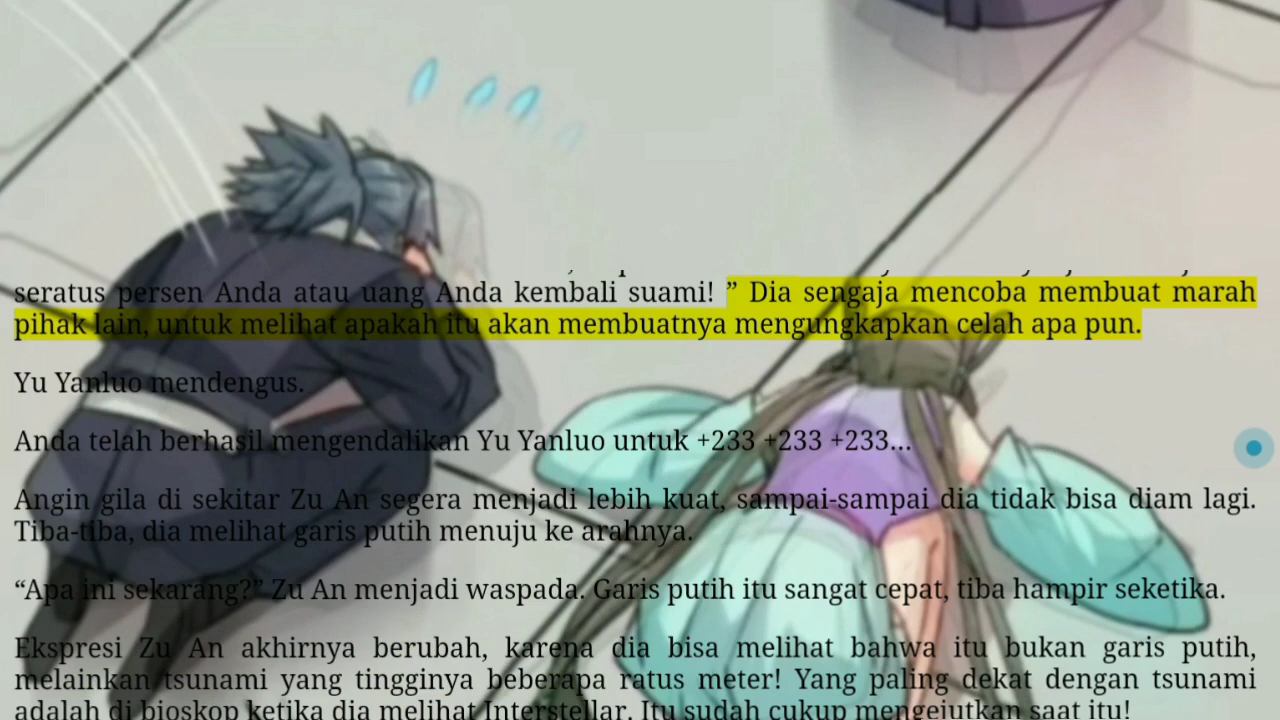 seratus persen Anda atau uang Anda kembali suami! ” Dia sengaja mencoba membuat marah
pihak lain, untuk melihat apakah itu akan membuatnya mengungkapkan celah apa pun.
Yu Yanluo mendengus.
Anda telah berhasil mengendalikan Yu Yanluo untuk +233 +233 +233…
Angin gila di sekitar Zu An segera menjadi lebih kuat, sampai-sampai dia tidak bisa diam lagi.
Tiba-tiba, dia melihat garis putih menuju ke arahnya.
“Apa ini sekarang?” Zu An menjadi waspada. Garis putih itu sangat cepat, tiba hampir seketika.
Ekspresi Zu An akhirnya berubah, karena dia bisa melihat bahwa itu bukan garis putih,
melainkan tsunami yang tingginya beberapa ratus meter! Yang paling dekat dengan tsunami
adalah di bioskop ketika dia melihat Interstellar. Itu sudah cukup mengejutkan saat itu!